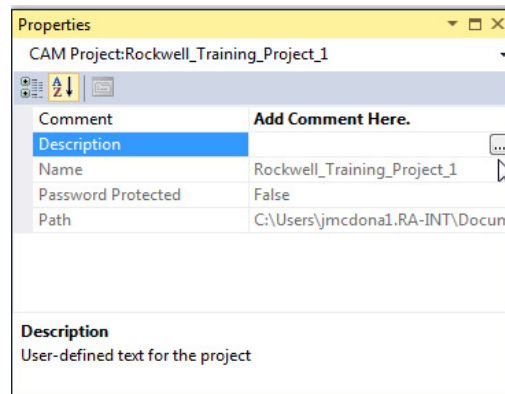 Properties
CAM Project:Rockwell_Training_Project_1
A Z
Comment Add Comment Here.
Description ...
Name Rockwell_Training_Project_1
Password Protected False
Path C:\Users\jmcdona1.RA-INT\Docum
Description
User-defined text for the project